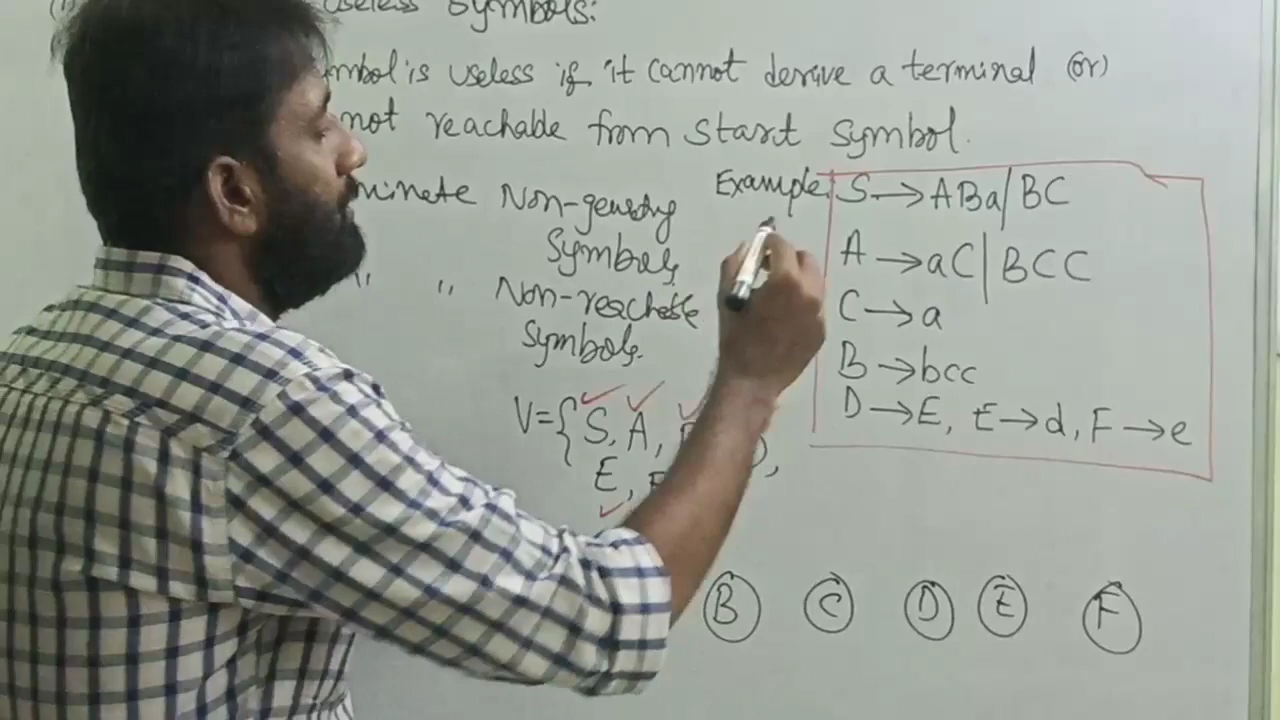 Useless Symbols:
mbol is useless if it cannot derive a terminal (or)
not reachable from Start Symbol.
minate Non-generating
Symbols,
" " Non-reachable
Symbols.
Example: S → ABa | BC
A → aC | BCC
C → a
B → bcc
D → E, E → d, F → e
V = { S, A,
E,
B C D E F